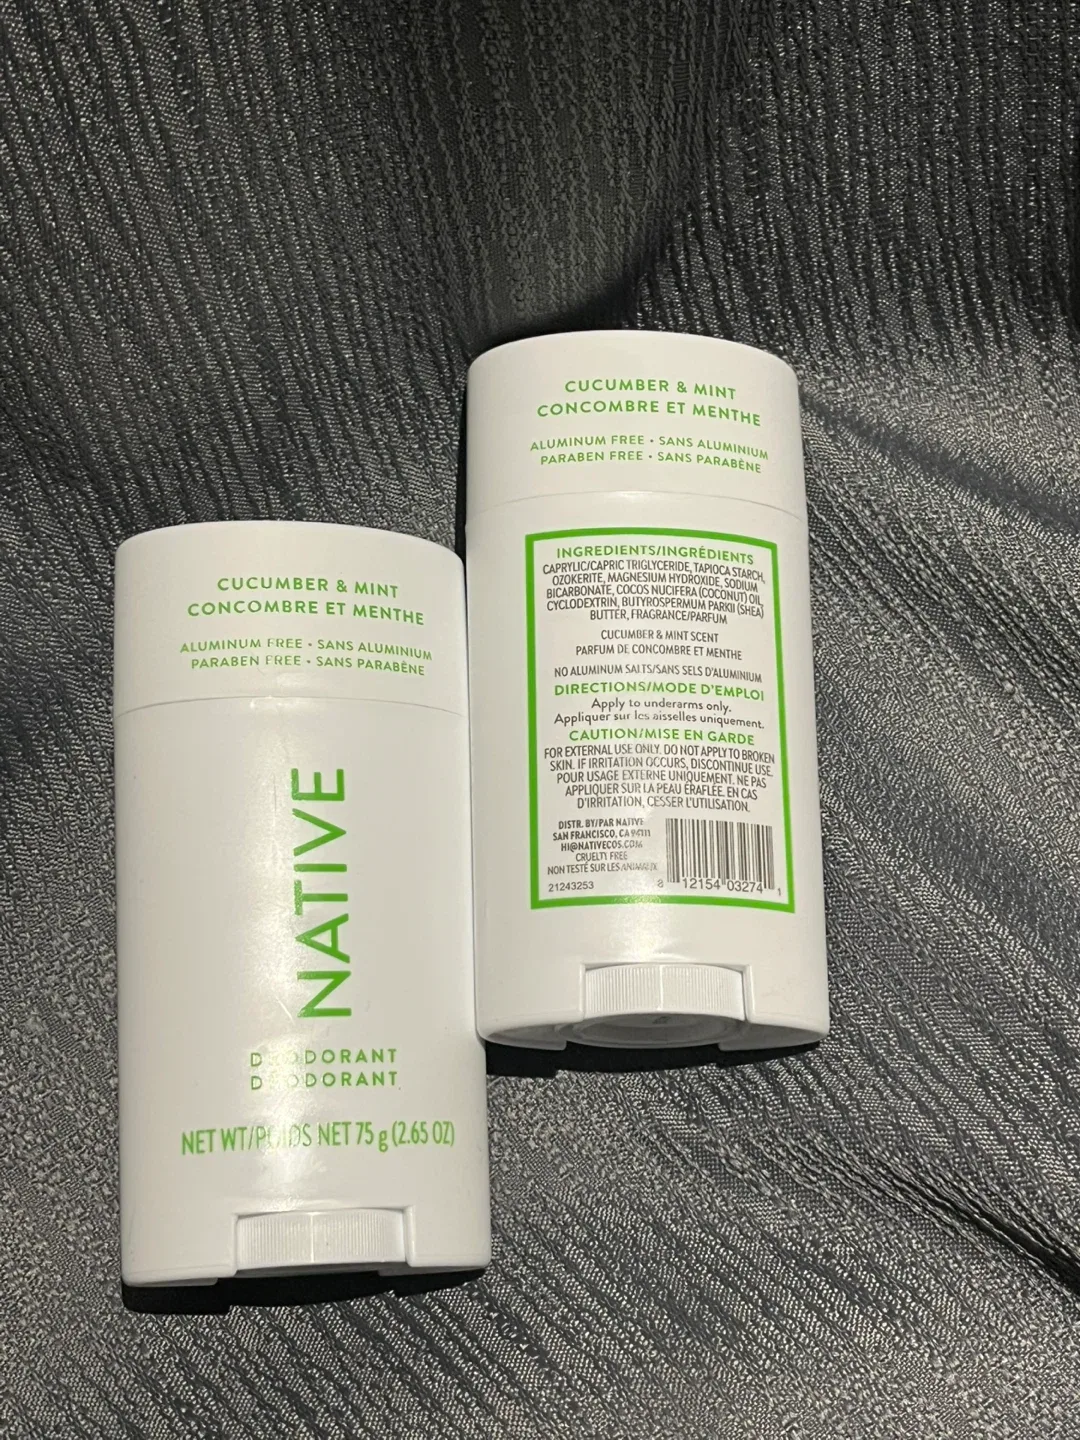 CUCUMBER & MINT
CONCOMBRE ET MENTHE
ALUMINUM FREE • SANS ALUMINIUM
PARABEN FREE • SANS PARABÈNE
NATIVE
DEODORANT
DÉODORANT
NET WT/POIDS NET 75 g (2.65 OZ)
CUCUMBER & MINT
CONCOMBRE ET MENTHE
ALUMINUM FREE • SANS ALUMINIUM
PARABEN FREE • SANS PARABÈNE
INGREDIENTS/INGRÉDIENTS
CAPRYLIC/CAPRIC TRIGLYCERIDE, TAPIOCA STARCH,
OZOKERITE, MAGNESIUM HYDROXIDE, SODIUM
BICARBONATE, COCOS NUCIFERA (COCONUT) OIL,
CYCLODEXTRIN, BUTYROSPERMUM PARKII (SHEA)
BUTTER, FRAGRANCE/PARFUM
CUCUMBER & MINT SCENT
PARFUM DE CONCOMBRE ET MENTHE
NO ALUMINUM SALTS/SANS SELS D'ALUMINIUM
DIRECTIONS/MODE D'EMPLOI
Apply to underarms only.
Appliquer sur les aisselles uniquement.
CAUTION/MISE EN GARDE
FOR EXTERNAL USE ONLY. DO NOT APPLY TO BROKEN
SKIN. IF IRRITATION OCCURS, DISCONTINUE USE.
POUR USAGE EXTERNE UNIQUEMENT. NE PAS
APPLIQUER SUR LA PEAU ÉRAFLÉE. EN CAS
D'IRRITATION, CESSER L'UTILISATION.
DISTR. BY/PAR NATIVE
SAN FRANCISCO, CA 94111
HI@NATIVECOS.COM
CRUELTY FREE
NON TESTÉ SUR LES ANIMAUX
21243253
8 12154 03274 1